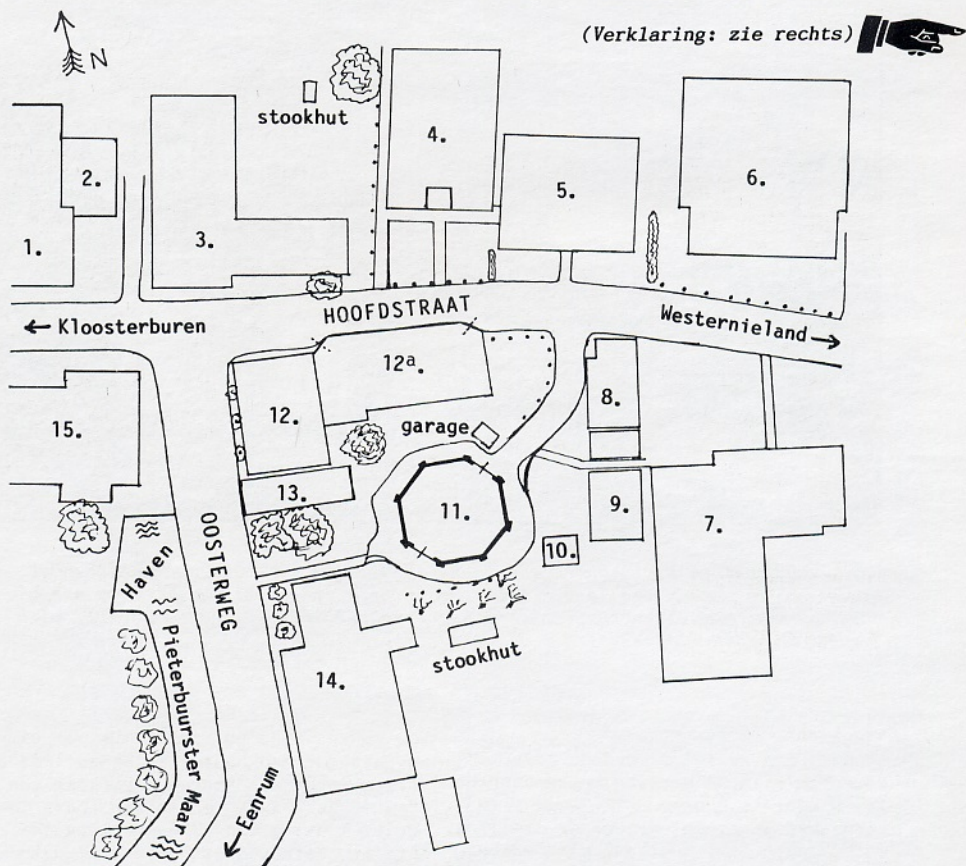 (Verklaring: zie rechts)
N
stookhut
4.
2.
5.
6.
1.
3.
HOOFDSTRAAT
← Kloosterburen
Westernieland →
12a.
8.
12.
15.
garage
13.
11.
9.
7.
10.
OOSTERWEG
Haven
Pieterbuurster Maar
stookhut
14.
← Eenrum